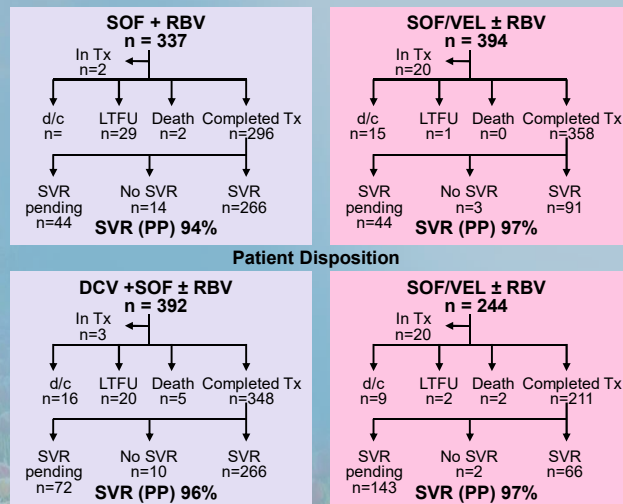 SOF + RBV
n = 337
In Tx
n=2
d/c
n=
LTFU
n=29
Death
n=2
Completed Tx
n=296
SVR
pending
n=44
No SVR
n=14
SVR
n=266
SVR (PP) 94%
SOF/VEL ± RBV
n = 394
In Tx
n=20
d/c
n=15
LTFU
n=1
Death
n=0
Completed Tx
n=358
SVR
pending
n=44
No SVR
n=3
SVR
n=91
SVR (PP) 97%
Patient Disposition
DCV +SOF ± RBV
n = 392
In Tx
n=3
d/c
n=16
LTFU
n=20
Death
n=5
Completed Tx
n=348
SVR
pending
n=72
No SVR
n=10
SVR
n=266
SVR (PP) 96%
SOF/VEL ± RBV
n = 244
In Tx
n=20
d/c
n=9
LTFU
n=2
Death
n=2
Completed Tx
n=211
SVR
pending
n=143
No SVR
n=2
SVR
n=66
SVR (PP) 97%